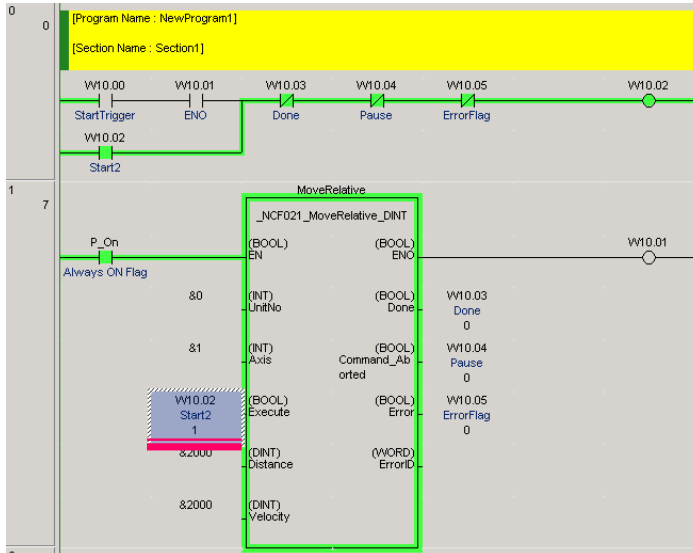 0
0
[Program Name : NewProgram1]
[Section Name : Section1]
W10.00 W10.01 W10.03 W10.04 W10.05 W10.02
StartTrigger ENO Done Pause ErrorFlag
W10.02
Start2
1
7
MoveRelative
_NCF021_MoveRelative_DINT
P_On (BOOL) (BOOL) W10.01
EN ENO
Always ON Flag
&0 (INT) (BOOL) W10.03
UnitNo Done Done
0
&1 (INT) (BOOL) W10.04
Axis Command_Ab Pause
orted 0
W10.02 (BOOL) (BOOL) W10.05
Start2 Execute Error ErrorFlag
1 0
&2000 (DINT) (WORD)
Distance ErrorID
&2000 (DINT)
Velocity